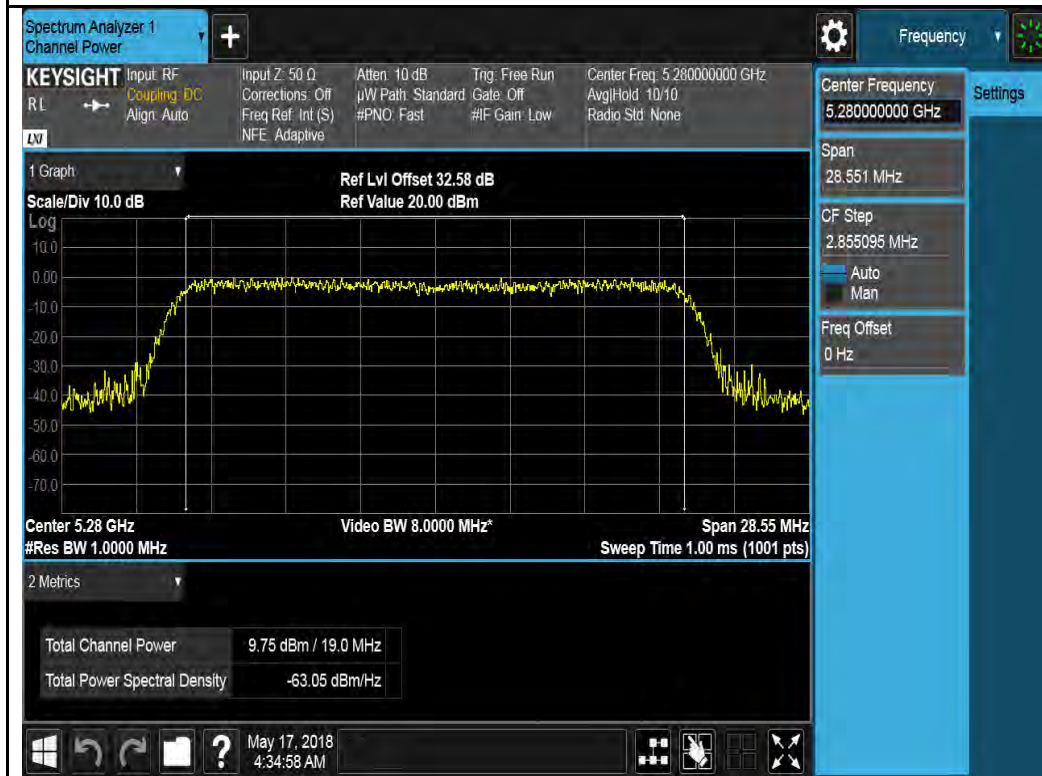 Spectrum Analyzer 1
Channel Power
+
Frequency
KEYSIGHT
RL
LXI
Input: RF
Coupling: DC
Align: Auto
Input Z: 50 Ω
Corrections: Off
Freq Ref: Int (S)
NFE: Adaptive
Atten: 10 dB
µW Path: Standard
#PNO: Fast
Trig: Free Run
Gate: Off
#IF Gain: Low
Center Freq: 5.280000000 GHz
Avg|Hold: 10/10
Radio Std: None
Center Frequency
5.280000000 GHz
Settings
Span
28.551 MHz
CF Step
2.855095 MHz
Auto
Man
Freq Offset
0 Hz
1 Graph
Scale/Div 10.0 dB
Ref Lvl Offset 32.58 dB
Ref Value 20.00 dBm
Log
10.0
0.00
-10.0
-20.0
-30.0
-40.0
-50.0
-60.0
-70.0
Center 5.28 GHz
#Res BW 1.0000 MHz
Video BW 8.0000 MHz*
Span 28.55 MHz
Sweep Time 1.00 ms (1001 pts)
2 Metrics
Total Channel Power 9.75 dBm / 19.0 MHz
Total Power Spectral Density -63.05 dBm/Hz
?
May 17, 2018
4:34:58 AM